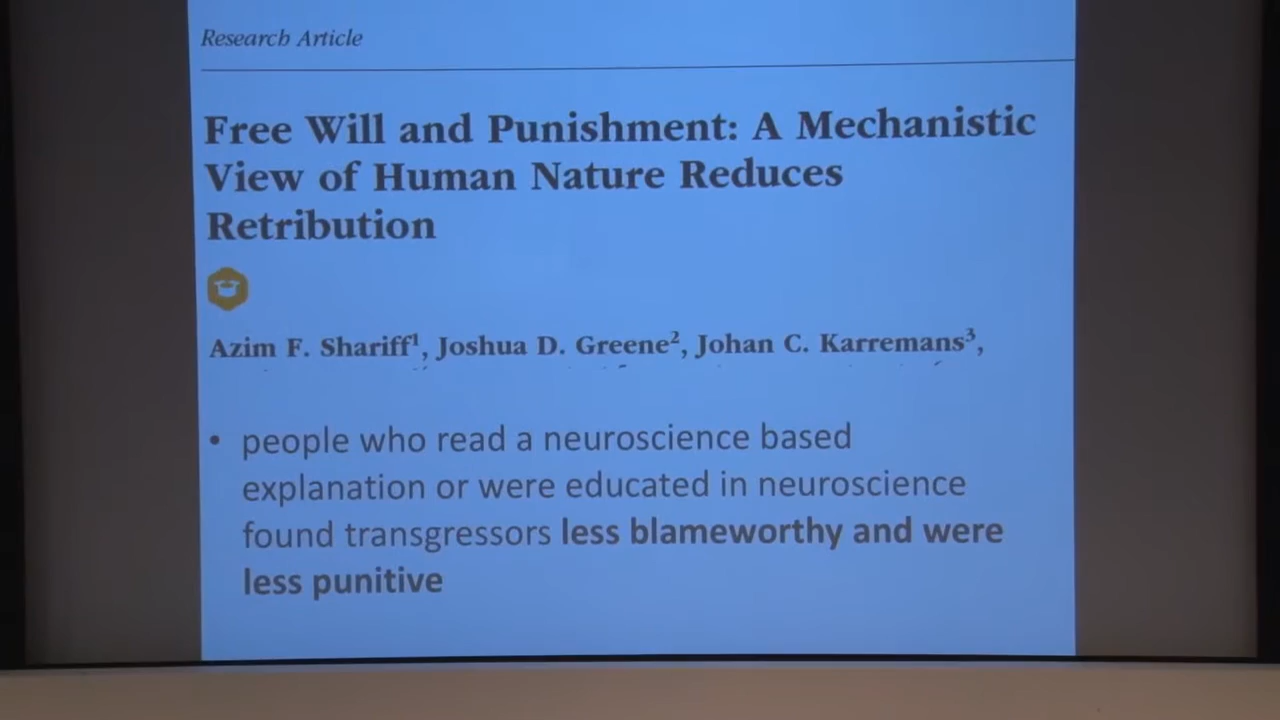 Research Article
Free Will and Punishment: A Mechanistic
View of Human Nature Reduces
Retribution
Azim F. Shariff¹, Joshua D. Greene², Johan C. Karremans³,
• people who read a neuroscience based
explanation or were educated in neuroscience
found transgressors less blameworthy and were
less punitive